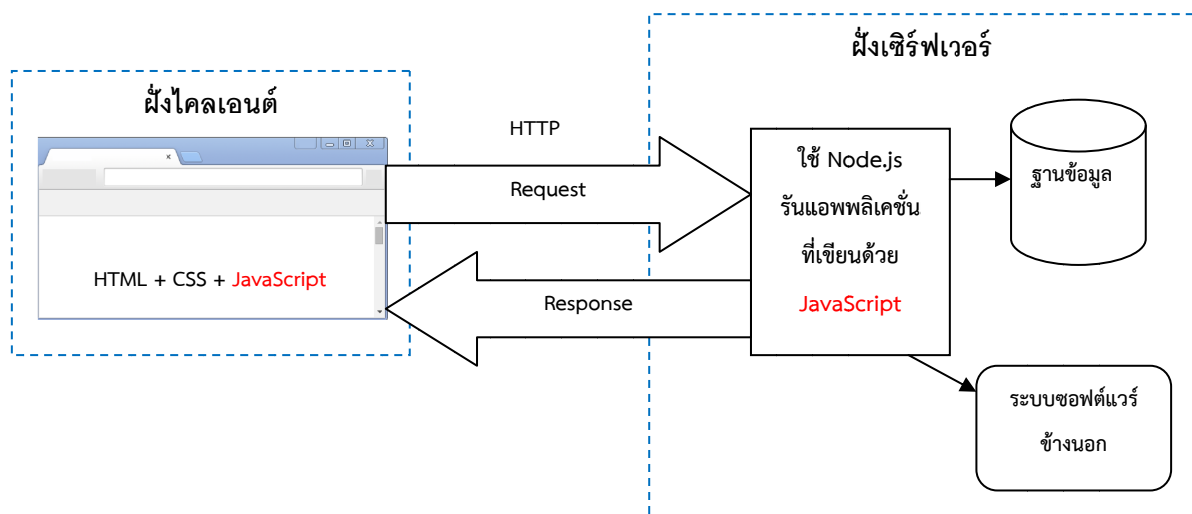 ฝั่งไคลเอนต์
HTML + CSS + JavaScript
HTTP
Request
Response
ฝั่งเซิร์ฟเวอร์
ใช้ Node.js
รันแอพพลิเคชั่น
ที่เขียนด้วย
JavaScript
ฐานข้อมูล
ระบบซอฟต์แวร์
ข้างนอก